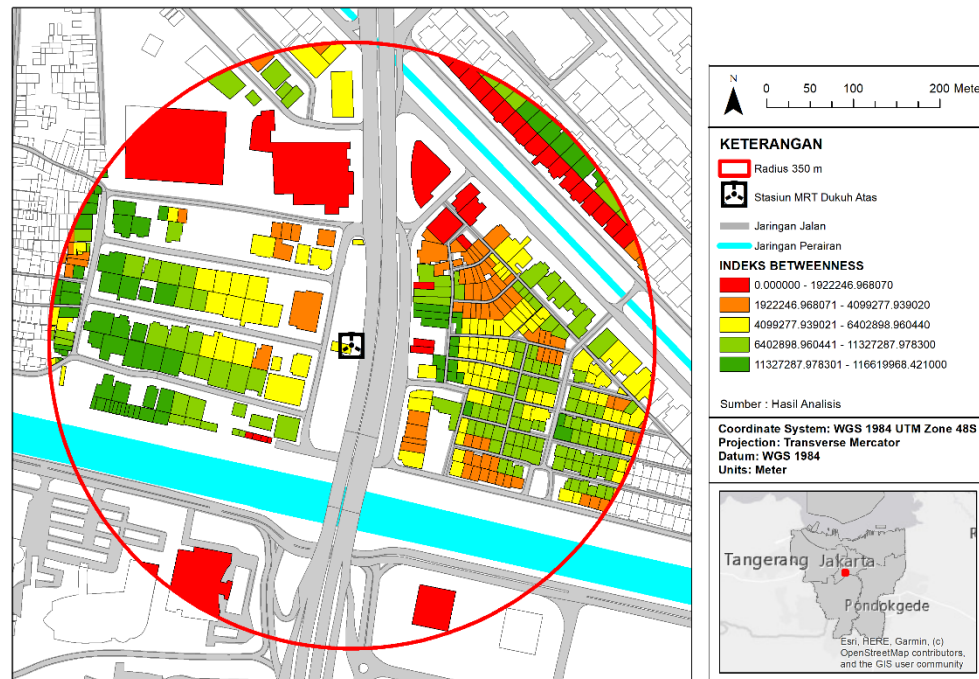 N
0 50 100 200 Mete
KETERANGAN
Radius 350 m
Stasiun MRT Dukuh Atas
Jaringan Jalan
Jaringan Perairan
INDEKS BETWEENNESS
0.000000 - 1922246.968070
1922246.968071 - 4099277.939020
4099277.939021 - 6402898.960440
6402898.960441 - 11327287.978300
11327287.978301 - 116619968.421000
Sumber : Hasil Analisis
Coordinate System: WGS 1984 UTM Zone 48S
Projection: Transverse Mercator
Datum: WGS 1984
Units: Meter
R
Tangerang Jakarta
Pondokgede
Esri, HERE, Garmin, (c)
OpenStreetMap contributors,
and the GIS user community